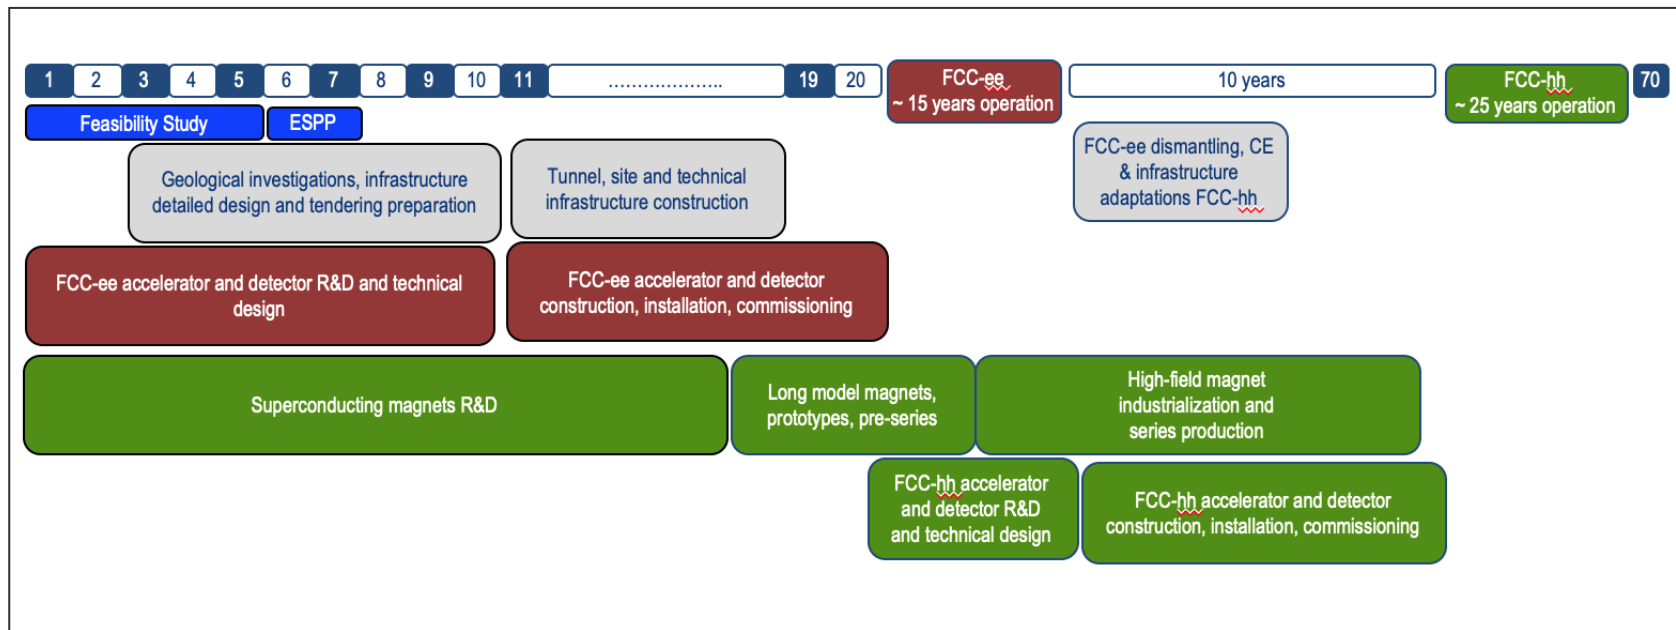 1 2 3 4 5 6 7 8 9 10 11 ...................... 19 20
FCC-ee
~ 15 years operation
10 years
FCC-hh
~ 25 years operation
70
Feasibility Study
ESPP
Geological investigations, infrastructure
detailed design and tendering preparation
Tunnel, site and technical
infrastructure construction
FCC-ee dismantling, CE
& infrastructure
adaptations FCC-hh
FCC-ee accelerator and detector R&D and technical
design
FCC-ee accelerator and detector
construction, installation, commissioning
Superconducting magnets R&D
Long model magnets,
prototypes, pre-series
High-field magnet
industrialization and
series production
FCC-hh accelerator
and detector R&D
and technical design
FCC-hh accelerator and detector
construction, installation, commissioning